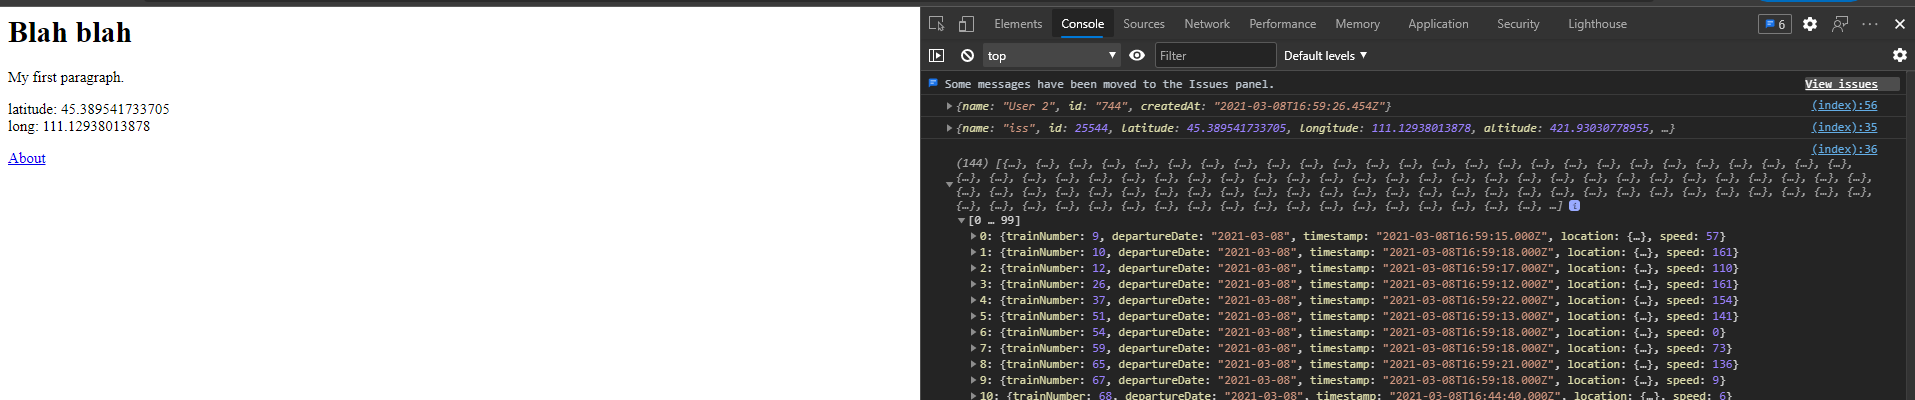 Blah blah
My first paragraph.
latitude: 45.389541733705
long: 111.12938013878
About
Elements Console Sources Network Performance Memory Application Security Lighthouse 6
top Filter Default levels
Some messages have been moved to the Issues panel. View issues
{name: "User 2", id: "744", createdAt: "2021-03-08T16:59:26.454Z"} (index):56
{name: "iss", id: 25544, latitude: 45.389541733705, longitude: 111.12938013878, altitude: 421.93030778955, …} (index):35
(index):36
(144) [{…}, {…}, {…}, {…}, {…}, {…}, {…}, {…}, {…}, {…}, {…}, {…}, {…}, {…}, {…}, {…}, {…}, {…}, {…}, {…}, {…}, {…}, {…}, {…}, {…}, {…}, {…},
{…}, {…}, {…}, {…}, {…}, {…}, {…}, {…}, {…}, {…}, {…}, {…}, {…}, {…}, {…}, {…}, {…}, {…}, {…}, {…}, {…}, {…}, {…}, {…}, {…}, {…}, {…}, {…},
{…}, {…}, {…}, {…}, {…}, {…}, {…}, {…}, {…}, {…}, {…}, {…}, {…}, {…}, {…}, {…}, {…}, {…}, {…}, {…}, {…}, {…}, {…}, {…}, {…}, {…}, {…}, {…},
{…}, {…}, {…}, {…}, {…}, {…}, {…}, {…}, {…}, {…}, {…}, {…}, {…}, {…}, {…}, {…}, {…}, …] i
[0 … 99]
0: {trainNumber: 9, departureDate: "2021-03-08", timestamp: "2021-03-08T16:59:15.000Z", location: {…}, speed: 57}
1: {trainNumber: 10, departureDate: "2021-03-08", timestamp: "2021-03-08T16:59:18.000Z", location: {…}, speed: 161}
2: {trainNumber: 12, departureDate: "2021-03-08", timestamp: "2021-03-08T16:59:17.000Z", location: {…}, speed: 110}
3: {trainNumber: 26, departureDate: "2021-03-08", timestamp: "2021-03-08T16:59:12.000Z", location: {…}, speed: 161}
4: {trainNumber: 37, departureDate: "2021-03-08", timestamp: "2021-03-08T16:59:22.000Z", location: {…}, speed: 154}
5: {trainNumber: 51, departureDate: "2021-03-08", timestamp: "2021-03-08T16:59:13.000Z", location: {…}, speed: 141}
6: {trainNumber: 54, departureDate: "2021-03-08", timestamp: "2021-03-08T16:59:18.000Z", location: {…}, speed: 0}
7: {trainNumber: 59, departureDate: "2021-03-08", timestamp: "2021-03-08T16:59:18.000Z", location: {…}, speed: 73}
8: {trainNumber: 65, departureDate: "2021-03-08", timestamp: "2021-03-08T16:59:21.000Z", location: {…}, speed: 136}
9: {trainNumber: 67, departureDate: "2021-03-08", timestamp: "2021-03-08T16:59:18.000Z", location: {…}, speed: 9}
10: {trainNumber: 68, departureDate: "2021-03-08", timestamp: "2021-03-08T16:44:40.000Z", location: {…}, speed: 6}